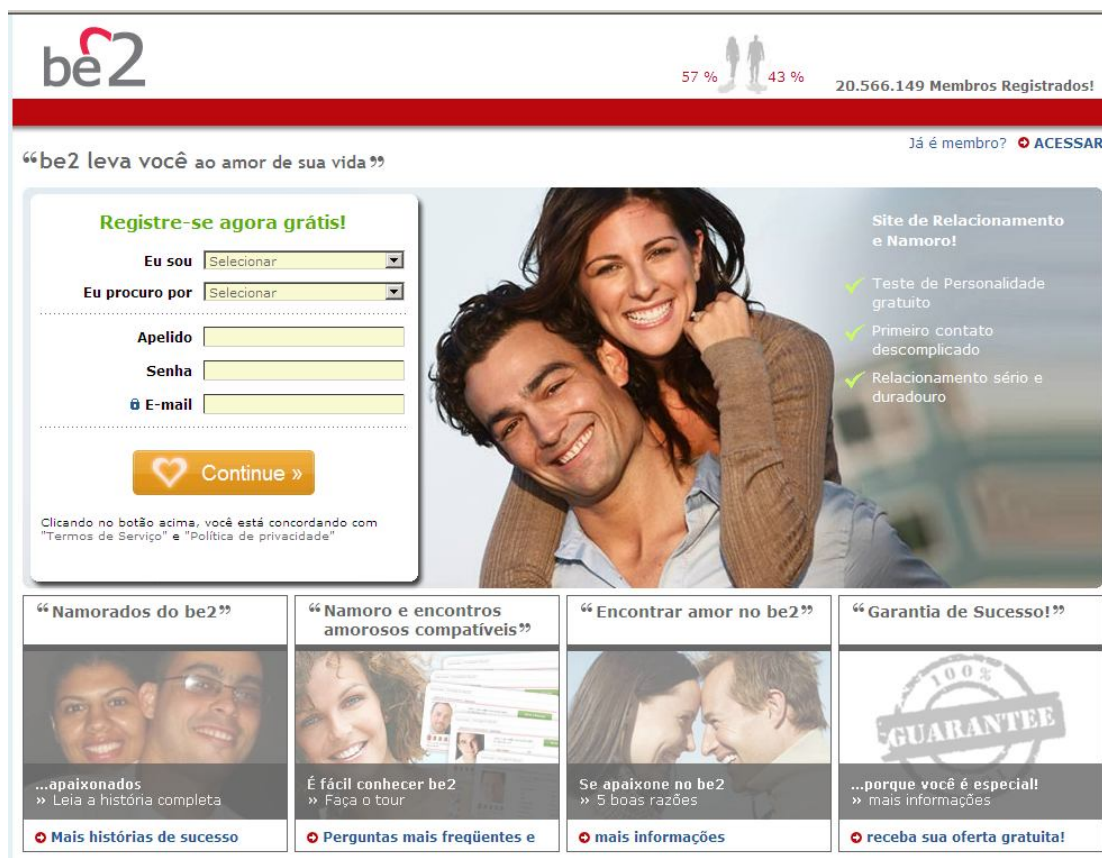 be2
57 % 43 %
20.566.149 Membros Registrados!
Já é membro? ACESSAR
“be2 leva você ao amor de sua vida”
Registre-se agora grátis!
Eu sou Selecionar
Eu procuro por Selecionar
Apelido
Senha
E-mail
Continue »
Clicando no botão acima, você está concordando com
"Termos de Serviço" e "Política de privacidade"
Site de Relacionamento
e Namoro!
Teste de Personalidade
gratuito
Primeiro contato
descomplicado
Relacionamento sério e
duradouro
“Namorados do be2”
...apaixonados
» Leia a história completa
Mais histórias de sucesso
“Namoro e encontros
amorosos compatíveis”
É fácil conhecer be2
» Faça o tour
Perguntas mais freqüentes e
“Encontrar amor no be2”
Se apaixone no be2
» 5 boas razões
mais informações
“Garantia de Sucesso!”
100%
GUARANTEE
...porque você é especial!
» mais informações
receba sua oferta gratuita!